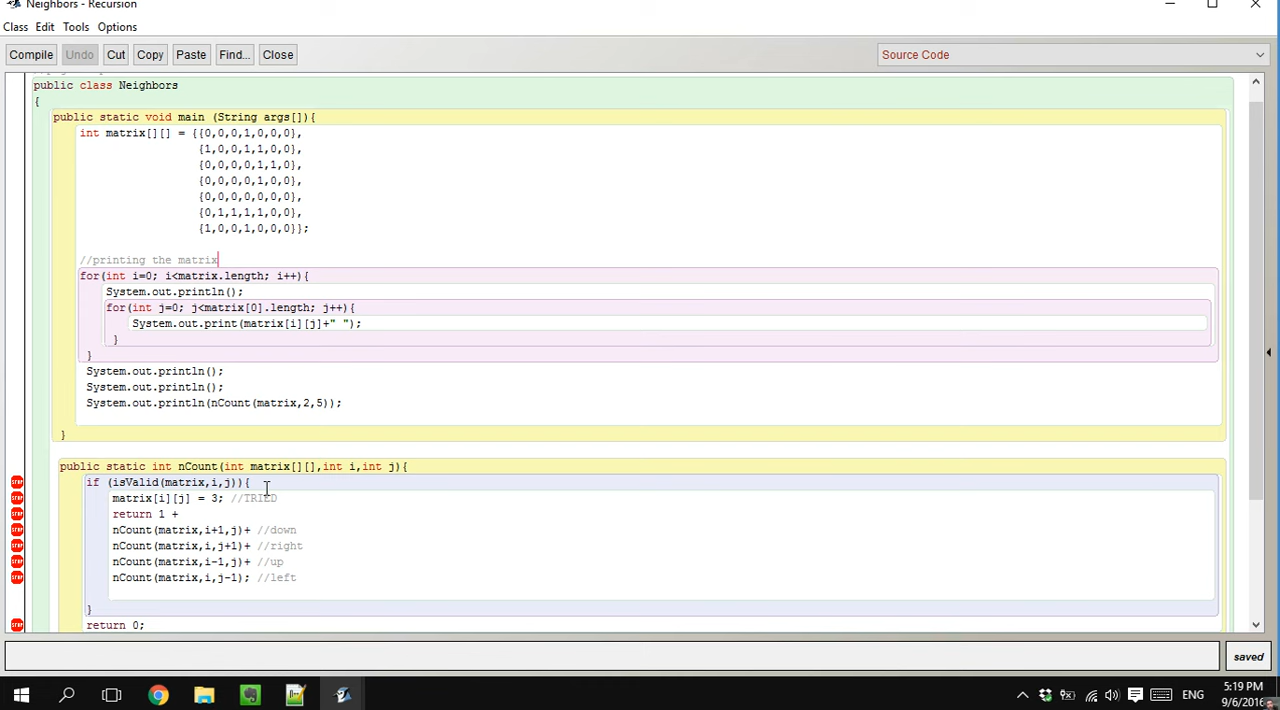 Neighbors - Recursion
Class Edit Tools Options
Compile Undo Cut Copy Paste Find... Close Source Code
public class Neighbors
{
public static void main (String args[]){
int matrix[][] = {{0,0,0,1,0,0,0},
{1,0,0,1,1,0,0},
{0,0,0,0,1,1,0},
{0,0,0,0,1,0,0},
{0,0,0,0,0,0,0},
{0,1,1,1,1,0,0},
{1,0,0,1,0,0,0}};
//printing the matrix
for(int i=0; i<matrix.length; i++){
System.out.println();
for(int j=0; j<matrix[0].length; j++){
System.out.print(matrix[i][j]+" ");
}
}
System.out.println();
System.out.println();
System.out.println(nCount(matrix,2,5));
}
public static int nCount(int matrix[][],int i,int j){
if (isValid(matrix,i,j)){
matrix[i][j] = 3; //TRIED
return 1 +
nCount(matrix,i+1,j)+ //down
nCount(matrix,i,j+1)+ //right
nCount(matrix,i-1,j)+ //up
nCount(matrix,i,j-1); //left
}
return 0;
saved
ENG
5:19 PM
9/6/2016